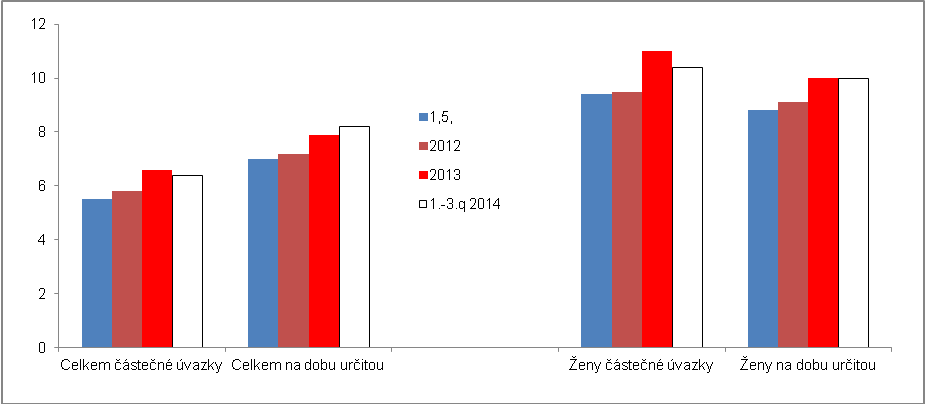 12
10
8
6
4
2
0
1,5,
2012
2013
1.-3.q 2014
Celkem částečné úvazky
Celkem na dobu určitou
Ženy částečné úvazky
Ženy na dobu určitou